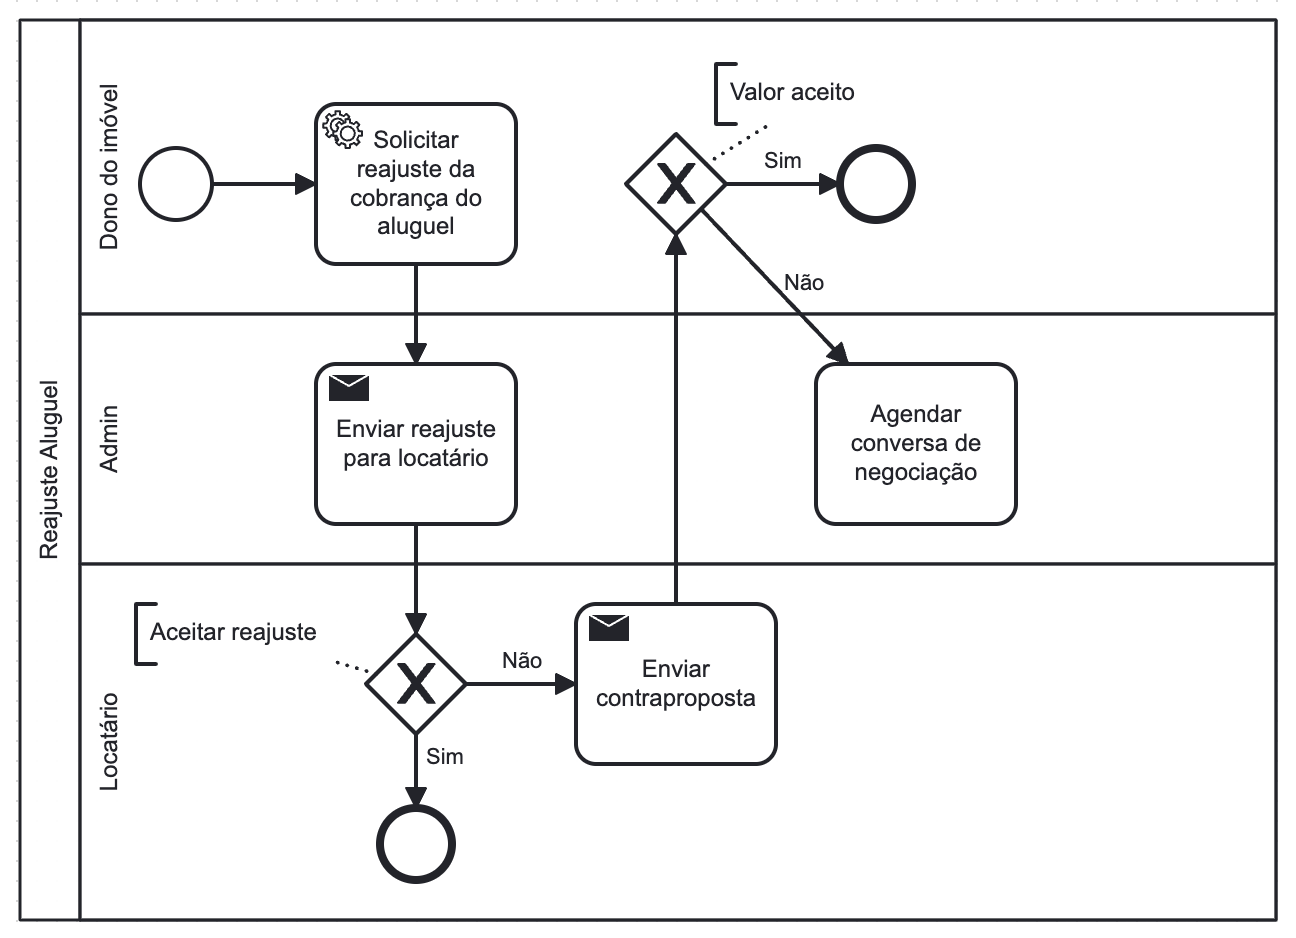 Reajuste Aluguel
Dono do imóvel
Solicitar
reajuste da
cobrança do
aluguel
Valor aceito
Sim
Não
Admin
Enviar reajuste
para locatário
Agendar
conversa de
negociação
Locatário
Aceitar reajuste
Não
Sim
Enviar
contraproposta